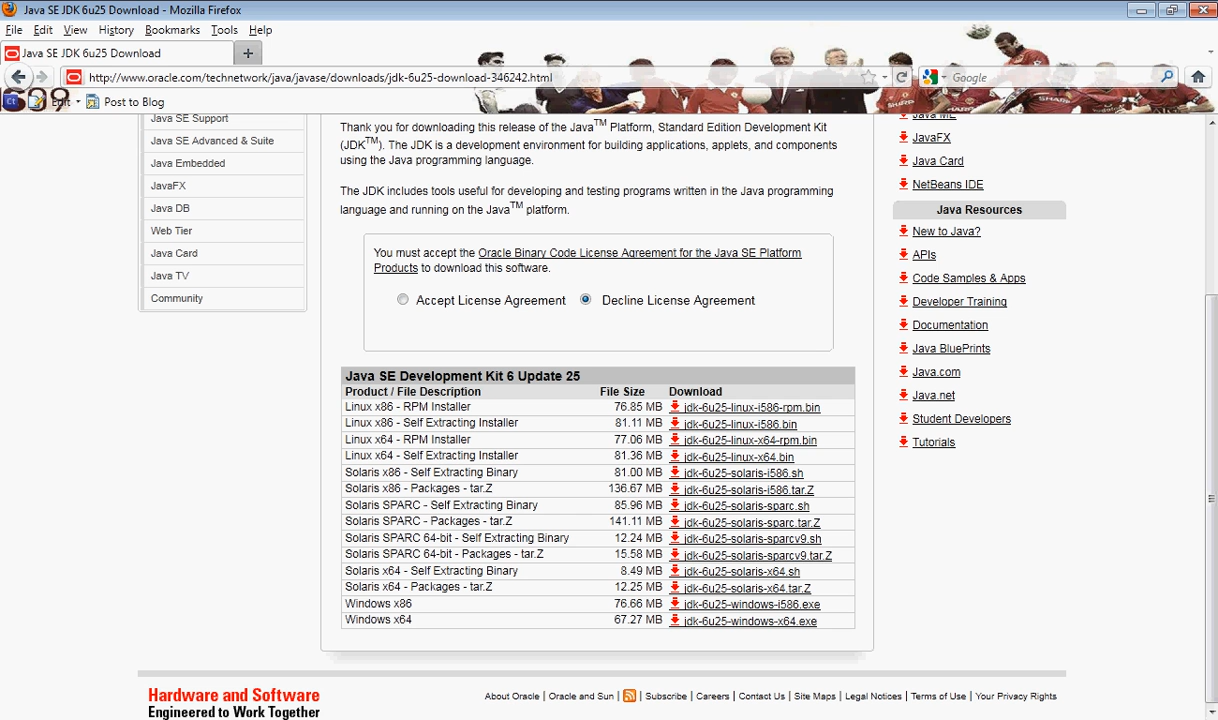 Java SE JDK 6u25 Download - Mozilla Firefox
File Edit View History Bookmarks Tools Help
Java SE JDK 6u25 Download
http://www.oracle.com/technetwork/java/javase/downloads/jdk-6u25-download-346242.html
Google
Edit
Post to Blog
Java SE Support
Java SE Advanced & Suite
Java Embedded
JavaFX
Java DB
Web Tier
Java Card
Java TV
Community
Thank you for downloading this release of the Java™ Platform, Standard Edition Development Kit
(JDK™). The JDK is a development environment for building applications, applets, and components
using the Java programming language.
The JDK includes tools useful for developing and testing programs written in the Java programming
language and running on the Java™ platform.
You must accept the Oracle Binary Code License Agreement for the Java SE Platform
Products to download this software.
Accept License Agreement Decline License Agreement
Java SE Development Kit 6 Update 25
Product / File Description File Size Download
Linux x86 - RPM Installer 76.85 MB jdk-6u25-linux-i586-rpm.bin
Linux x86 - Self Extracting Installer 81.11 MB jdk-6u25-linux-i586.bin
Linux x64 - RPM Installer 77.06 MB jdk-6u25-linux-x64-rpm.bin
Linux x64 - Self Extracting Installer 81.36 MB jdk-6u25-linux-x64.bin
Solaris x86 - Self Extracting Binary 81.00 MB jdk-6u25-solaris-i586.sh
Solaris x86 - Packages - tar.Z 136.67 MB jdk-6u25-solaris-i586.tar.Z
Solaris SPARC - Self Extracting Binary 85.96 MB jdk-6u25-solaris-sparc.sh
Solaris SPARC - Packages - tar.Z 141.11 MB jdk-6u25-solaris-sparc.tar.Z
Solaris SPARC 64-bit - Self Extracting Binary 12.24 MB jdk-6u25-solaris-sparcv9.sh
Solaris SPARC 64-bit - Packages - tar.Z 15.58 MB jdk-6u25-solaris-sparcv9.tar.Z
Solaris x64 - Self Extracting Binary 8.49 MB jdk-6u25-solaris-x64.sh
Solaris x64 - Packages - tar.Z 12.25 MB jdk-6u25-solaris-x64.tar.Z
Windows x86 76.66 MB jdk-6u25-windows-i586.exe
Windows x64 67.27 MB jdk-6u25-windows-x64.exe
Java ME
JavaFX
Java Card
NetBeans IDE
Java Resources
New to Java?
APIs
Code Samples & Apps
Developer Training
Documentation
Java BluePrints
Java.com
Java.net
Student Developers
Tutorials
Hardware and Software
Engineered to Work Together
About Oracle | Oracle and Sun | Subscribe | Careers | Contact Us | Site Maps | Legal Notices | Terms of Use | Your Privacy Rights